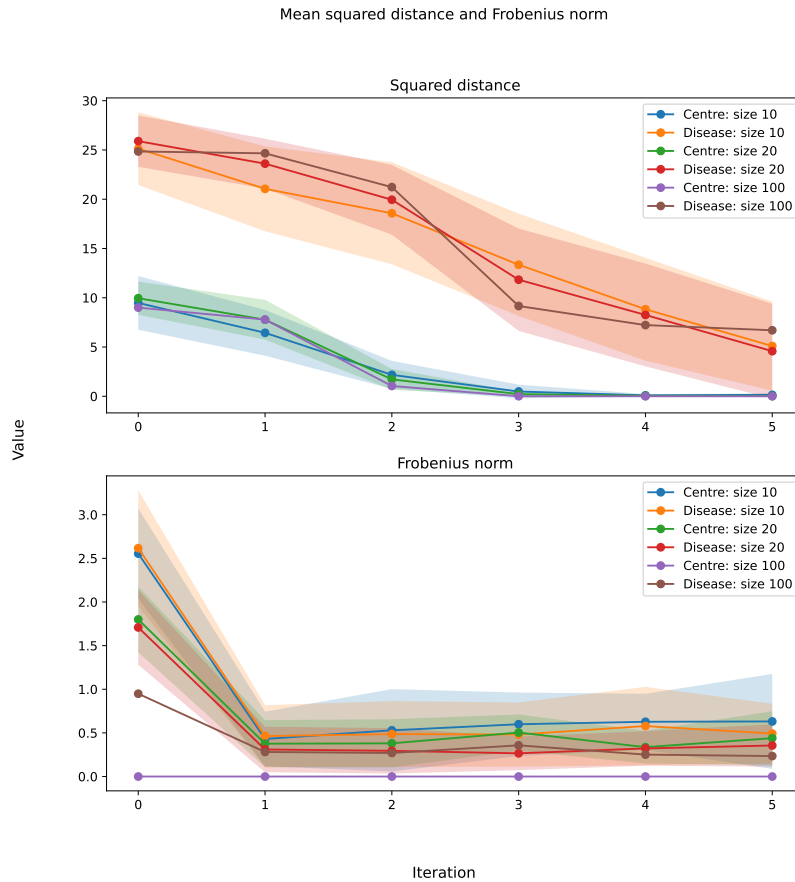 Mean squared distance and Frobenius norm
Squared distance
30
25
20
15
10
5
0
0 1 2 3 4 5
Centre: size 10
Disease: size 10
Centre: size 20
Disease: size 20
Centre: size 100
Disease: size 100
Value
Frobenius norm
3.0
2.5
2.0
1.5
1.0
0.5
0.0
0 1 2 3 4 5
Centre: size 10
Disease: size 10
Centre: size 20
Disease: size 20
Centre: size 100
Disease: size 100
Iteration